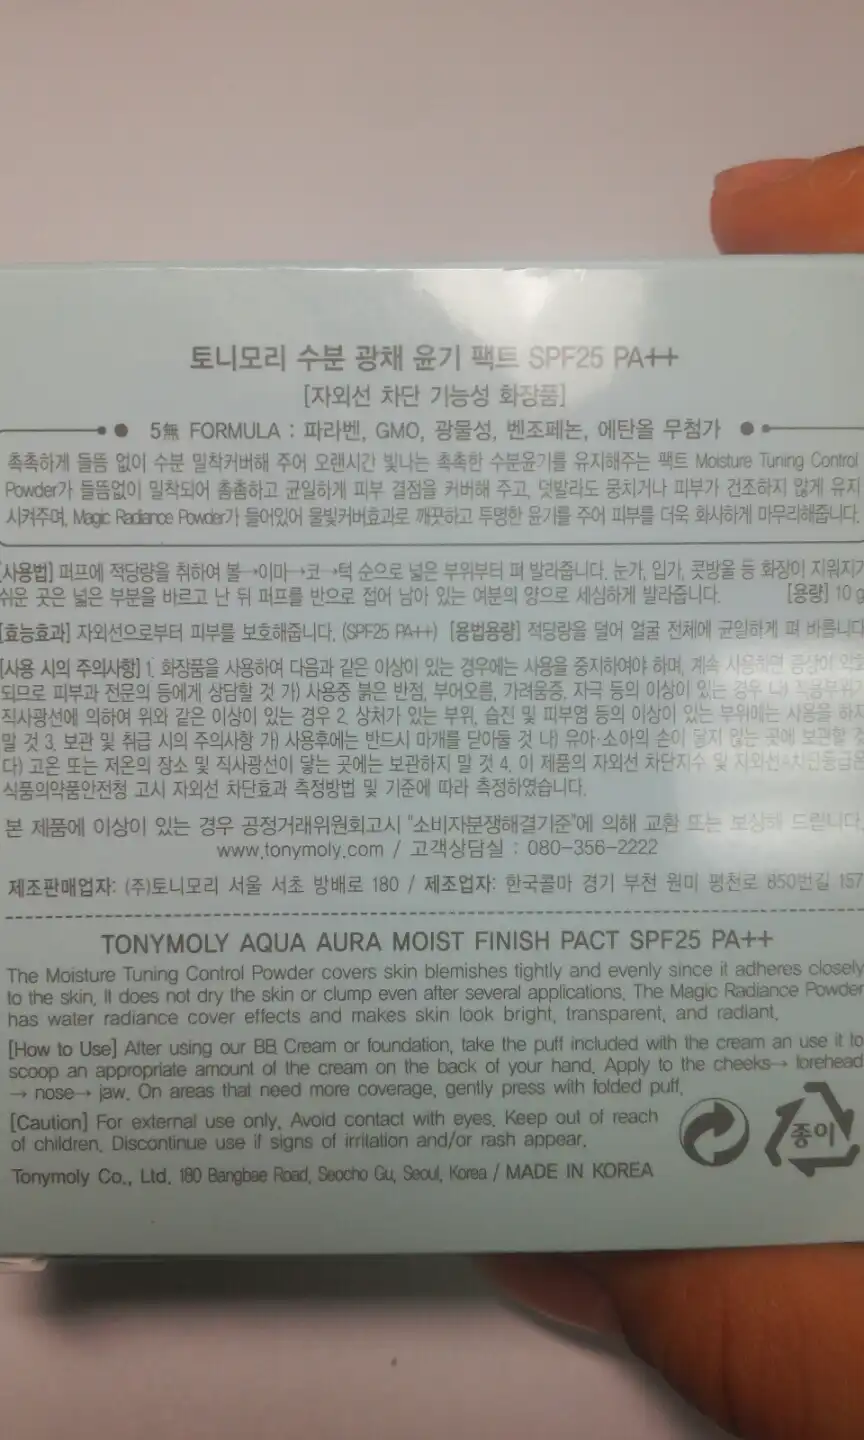 토니모리 수분 광채 윤기 팩트 SPF25 PA++
[자외선 차단 기능성 화장품]
5無 FORMULA : 파라벤, GMO, 광물성, 벤조페논, 에탄올 무첨가
촉촉하게 들뜸 없이 수분 밀착커버해 주어 오랜시간 빛나는 촉촉한 수분윤기를 유지해주는 팩트 Moisture Tuning Control
Powder가 들뜸없이 밀착되어 촘촘하고 균일하게 피부 결점을 커버해 주고, 덧발라도 뭉치거나 피부가 건조하지 않게 유지
시켜주며, Magic Radiance Powder가 들어있어 물빛커버효과로 깨끗하고 투명한 윤기를 주어 피부를 더욱 화사하게 마무리해줍니다.
[사용법] 퍼프에 적당량을 취하여 볼→이마→코→턱 순으로 넓은 부위부터 펴 발라줍니다. 눈가, 입가, 콧방울 등 화장이 지워지기
쉬운 곳은 넓은 부분을 바르고 난 뒤 퍼프를 반으로 접어 남아 있는 여분의 양으로 세심하게 발라줍니다. [용량] 10 g
[효능효과] 자외선으로부터 피부를 보호해줍니다. (SPF25 PA++) [용법용량] 적당량을 덜어 얼굴 전체에 균일하게 펴 바릅니다
[사용 시의 주의사항] 1. 화장품을 사용하여 다음과 같은 이상이 있는 경우에는 사용을 중지하여야 하며, 계속 사용하면 증상이 악화
되므로 피부과 전문의 등에게 상담할 것 가) 사용중 붉은 반점, 부어오름, 가려움증, 자극 등의 이상이 있는 경우 나) 적용부위가
직사광선에 의하여 위와 같은 이상이 있는 경우 2. 상처가 있는 부위, 습진 및 피부염 등의 이상이 있는 부위에는 사용을 하지
말 것 3. 보관 및 취급 시의 주의사항 가) 사용후에는 반드시 마개를 닫아둘 것 나) 유아·소아의 손이 닿지 않는 곳에 보관할 것
다) 고온 또는 저온의 장소 및 직사광선이 닿는 곳에는 보관하지 말 것 4. 이 제품의 자외선 차단지수 및 자외선A차단등급은
식품의약품안전청 고시 자외선 차단효과 측정방법 및 기준에 따라 측정하였습니다.
본 제품에 이상이 있는 경우 공정거래위원회고시 "소비자분쟁해결기준"에 의해 교환 또는 보상해 드립니다.
www.tonymoly.com / 고객상담실 : 080-356-2222
제조판매업자: (주)토니모리 서울 서초 방배로 180 / 제조업자: 한국콜마 경기 부천 원미 평천로 850번길 157
TONYMOLY AQUA AURA MOIST FINISH PACT SPF25 PA++
The Moisture Tuning Control Powder covers skin blemishes tightly and evenly since it adheres closely
to the skin. It does not dry the skin or clump even after several applications. The Magic Radiance Powder
has water radiance cover effects and makes skin look bright, transparent, and radiant.
[How to Use] After using our BB Cream or foundation, take the puff included with the cream an use it to
scoop an appropriate amount of the cream on the back of your hand. Apply to the cheeks→ forehead
→ nose→ jaw. On areas that need more coverage, gently press with folded puff.
[Caution] For external use only. Avoid contact with eyes. Keep out of reach
of children. Discontinue use if signs of irritation and/or rash appear.
종이
Tonymoly Co., Ltd. 180 Bangbae Road, Seocho Gu, Seoul, Korea / MADE IN KOREA